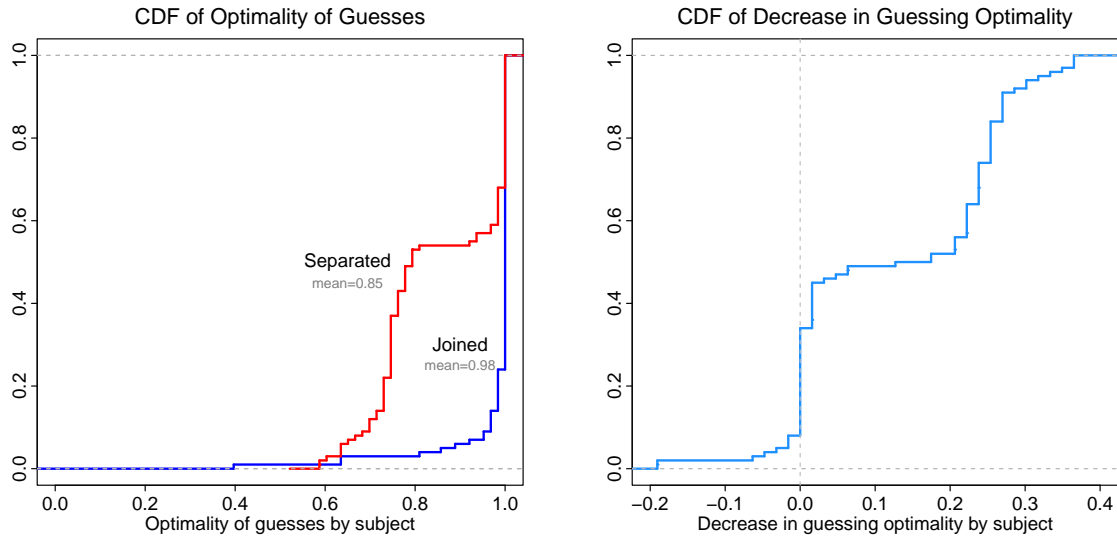 CDF of Optimality of Guesses
1.0
0.8
0.6
0.4
0.2
0.0
Separated
mean=0.85
Joined
mean=0.98
0.0 0.2 0.4 0.6 0.8 1.0
Optimality of guesses by subject
CDF of Decrease in Guessing Optimality
1.0
0.8
0.6
0.4
0.2
0.0
−0.2 −0.1 0.0 0.1 0.2 0.3 0.4
Decrease in guessing optimality by subject